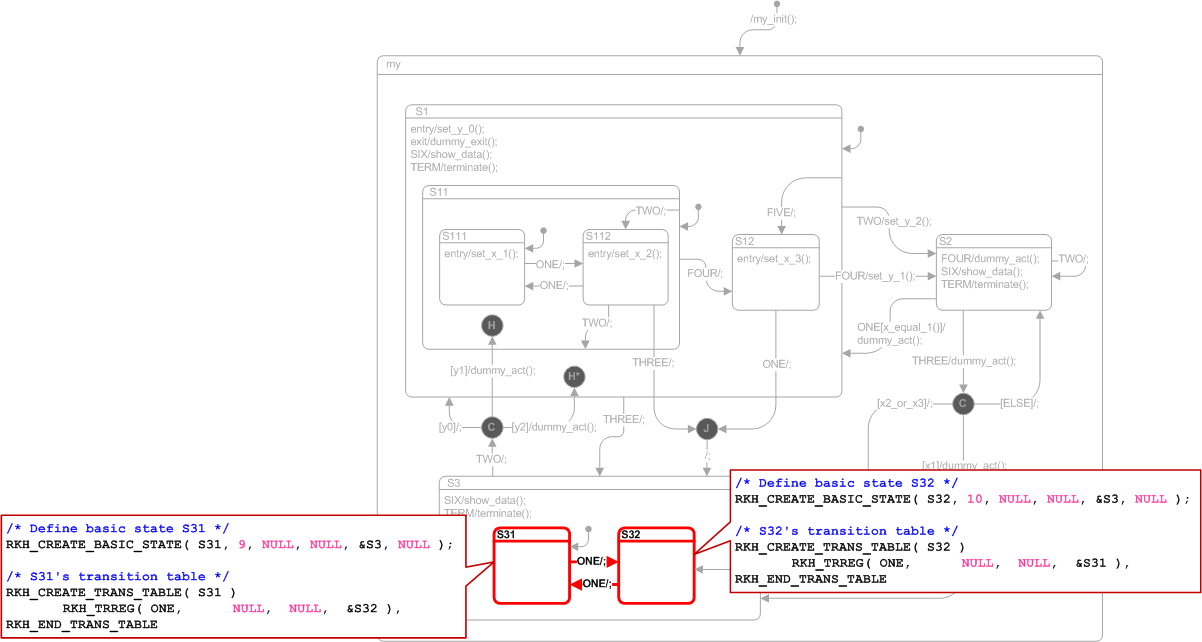 /my_init();
my
S1
entry/set_y_0();
exit/dummy_exit();
SIX/show_data();
TERM/terminate();
S11
TWO/;
FIVE/;
TWO/set_y_2();
S111
entry/set_x_1();
S112
entry/set_x_2();
S12
entry/set_x_3();
S2
FOUR/dummy_act();
SIX/show_data();
TERM/terminate();
TWO/;
ONE/;
ONE/;
FOUR/;
FOUR/set_y_1();
H
TWO/;
ONE[x_equal_1()]/
dummy_act();
[y1]/dummy_act();
THREE/;
ONE/;
THREE/dummy_act();
H*
[x2_or_x3]/;
C
[ELSE]/;
THREE/;
[y0]/;
C
[y2]/dummy_act();
J
TWO/;
/;
[x1]/dummy_act();
S3
SIX/show_data();
TERM/terminate();
/* Define basic state S32 */
RKH_CREATE_BASIC_STATE( S32, 10, NULL, NULL, &S3, NULL );
/* S32's transition table */
RKH_CREATE_TRANS_TABLE( S32 )
RKH_TRREG( ONE, NULL, NULL, &S31 ),
RKH_END_TRANS_TABLE
/* Define basic state S31 */
RKH_CREATE_BASIC_STATE( S31, 9, NULL, NULL, &S3, NULL );
/* S31's transition table */
RKH_CREATE_TRANS_TABLE( S31 )
RKH_TRREG( ONE, NULL, NULL, &S32 ),
RKH_END_TRANS_TABLE
S31
S32
ONE/;
ONE/;